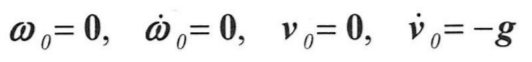 ω₀ = 0, ω̇₀ = 0, v₀ = 0, v̇₀ = -g